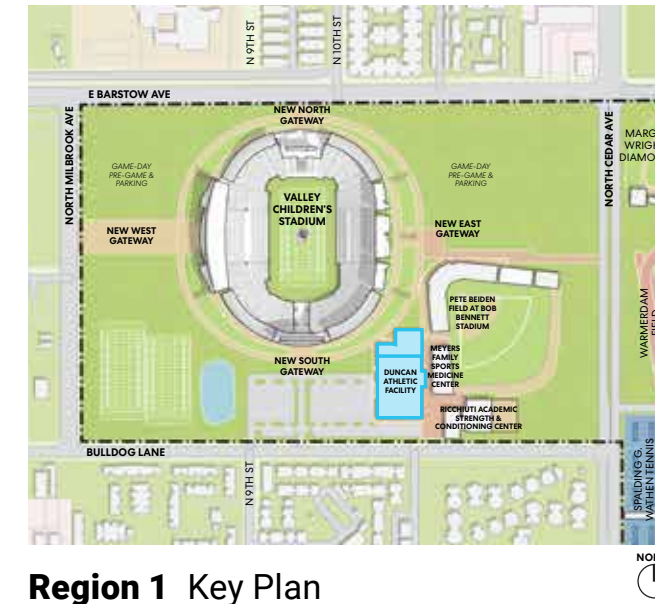 N 9TH ST
N 10TH ST
E BARSTOW AVE
NORTH MILBROOK AVE
NORTH CEDAR AVE
NEW NORTH
GATEWAY
GAME-DAY
PRE-GAME &
PARKING
GAME-DAY
PRE-GAME &
PARKING
VALLEY
CHILDREN'S
STADIUM
NEW WEST
GATEWAY
NEW EAST
GATEWAY
PETE BEIDEN
FIELD AT BOB
BENNETT
STADIUM
WARMERDAM
NEW SOUTH
GATEWAY
MEYERS
FAMILY
SPORTS
MEDICINE
CENTER
DUNCAN
ATHLETIC
FACILITY
RICCHIUTI ACADEMIC
STRENGTH &
CONDITIONING CENTER
BULLDOG LANE
N 9TH ST
SPALDING G.
WATHEN TENNIS
Region 1 Key Plan